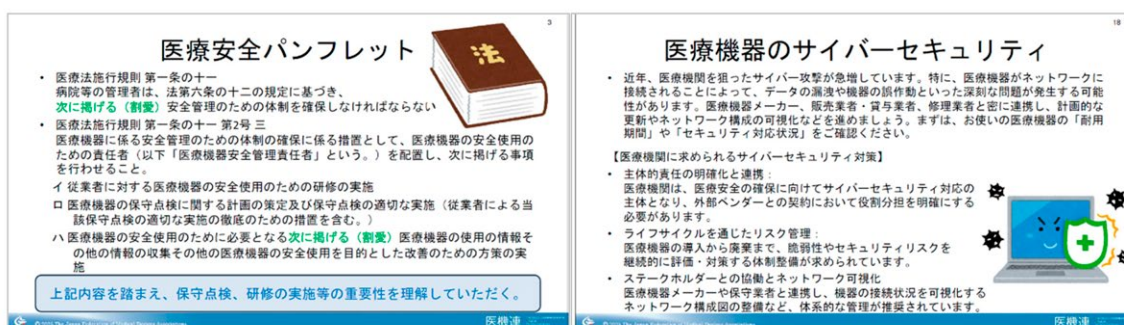 3
医療安全パンフレット
法
• 医療法施行規則 第一条の十一
病院等の管理者は、法第六条の十二の規定に基づき、
次に掲げる（割愛）安全管理のための体制を確保しなければならない
• 医療法施行規則 第一条の十一 第2号 三
医療機器に係る安全管理のための体制の確保に係る措置として、医療機器の安全使用の
ための責任者（以下「医療機器安全管理責任者」という。）を配置し、次に掲げる事項
を行わせること。
イ 従業者に対する医療機器の安全使用のための研修の実施
ロ 医療機器の保守点検に関する計画の策定及び保守点検の適切な実施（従業者による当
該保守点検の適切な実施の徹底のための措置を含む。）
ハ 医療機器の安全使用のために必要となる次に掲げる（割愛）医療機器の使用の情報そ
の他の情報の収集その他の医療機器の安全使用を目的とした改善のための方策の実
施
上記内容を踏まえ、保守点検、研修の実施等の重要性を理解していただく。
医機連
18
医療機器のサイバーセキュリティ
• 近年、医療機関を狙ったサイバー攻撃が急増しています。特に、医療機器がネットワークに
接続されることによって、データの漏洩や機器の誤作動といった深刻な問題が発生する可能
性があります。医療機器メーカー、販売業者・貸与業者、修理業者と密に連携し、計画的な
更新やネットワーク構成の可視化などを進めましょう。まずは、お使いの医療機器の「耐用
期間」や「セキュリティ対応状況」をご確認ください。
【医療機関に求められるサイバーセキュリティ対策】
• 主体的責任の明確化と連携：
医療機関は、医療安全の確保に向けてサイバーセキュリティ対応の
主体となり、外部ベンダーとの契約において役割分担を明確にする
必要があります。
• ライフサイクルを通じたリスク管理：
医療機器の導入から廃棄まで、脆弱性やセキュリティリスクを
継続的に評価・対策する体制整備が求められています。
• ステークホルダーとの協働とネットワーク可視化
医療機器メーカーや保守業者と連携し、機器の接続状況を可視化する
ネットワーク構成図の整備など、体系的な管理が推奨されています。
医機連